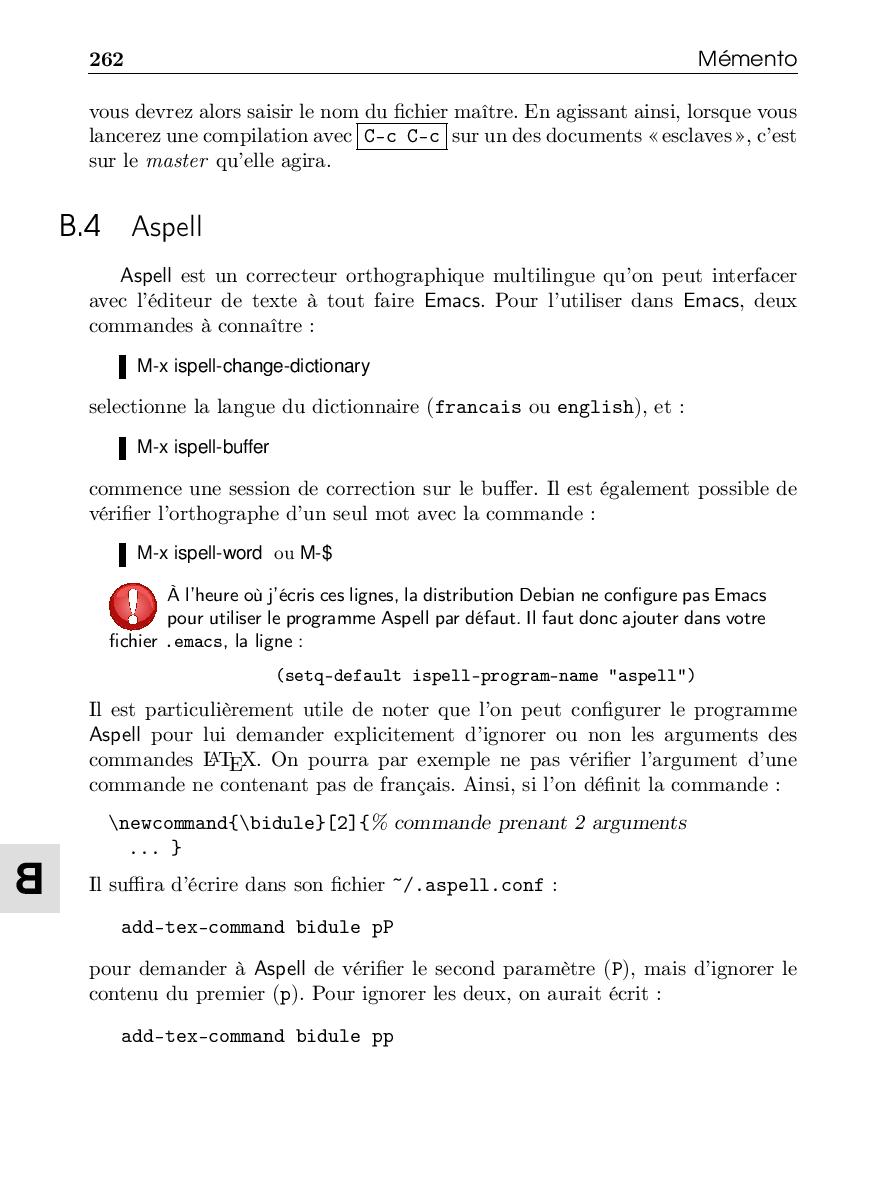 262 Mémento
vous devrez alors saisir le nom du fichier maître. En agissant ainsi, lorsque vous
lancerez une compilation avec C-c C-c sur un des documents « esclaves », c'est
sur le master qu'elle agira.
B.4 Aspell
Aspell est un correcteur orthographique multilingue qu'on peut interfacer
avec l'éditeur de texte à tout faire Emacs. Pour l'utiliser dans Emacs, deux
commandes à connaître :
M-x ispell-change-dictionary
selectionne la langue du dictionnaire (francais ou english), et :
M-x ispell-buffer
commence une session de correction sur le buffer. Il est également possible de
vérifier l'orthographe d'un seul mot avec la commande :
M-x ispell-word ou M-$
À l'heure où j'écris ces lignes, la distribution Debian ne configure pas Emacs
pour utiliser le programme Aspell par défaut. Il faut donc ajouter dans votre
fichier .emacs, la ligne :
(setq-default ispell-program-name "aspell")
Il est particulièrement utile de noter que l'on peut configurer le programme
Aspell pour lui demander explicitement d'ignorer ou non les arguments des
commandes LATEX. On pourra par exemple ne pas vérifier l'argument d'une
commande ne contenant pas de français. Ainsi, si l'on définit la commande :
\newcommand{\bidule}[2]{% commande prenant 2 arguments
... }
B
Il suffira d'écrire dans son fichier ~/.aspell.conf :
add-tex-command bidule pP
pour demander à Aspell de vérifier le second paramètre (P), mais d'ignorer le
contenu du premier (p). Pour ignorer les deux, on aurait écrit :
add-tex-command bidule pp